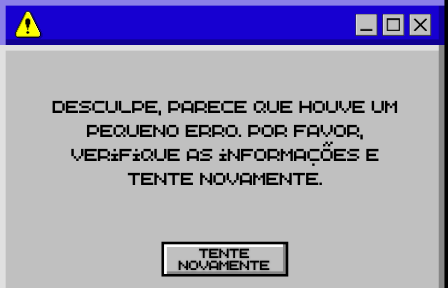 DESCULPE, PARECE QUE HOUVE UM
PEQUENO ERRO. POR FAVOR,
VERiFiQUE AS iNFORMAÇÕES E
TENTE NOVAMENTE.
TENTE
NOVAMENTE